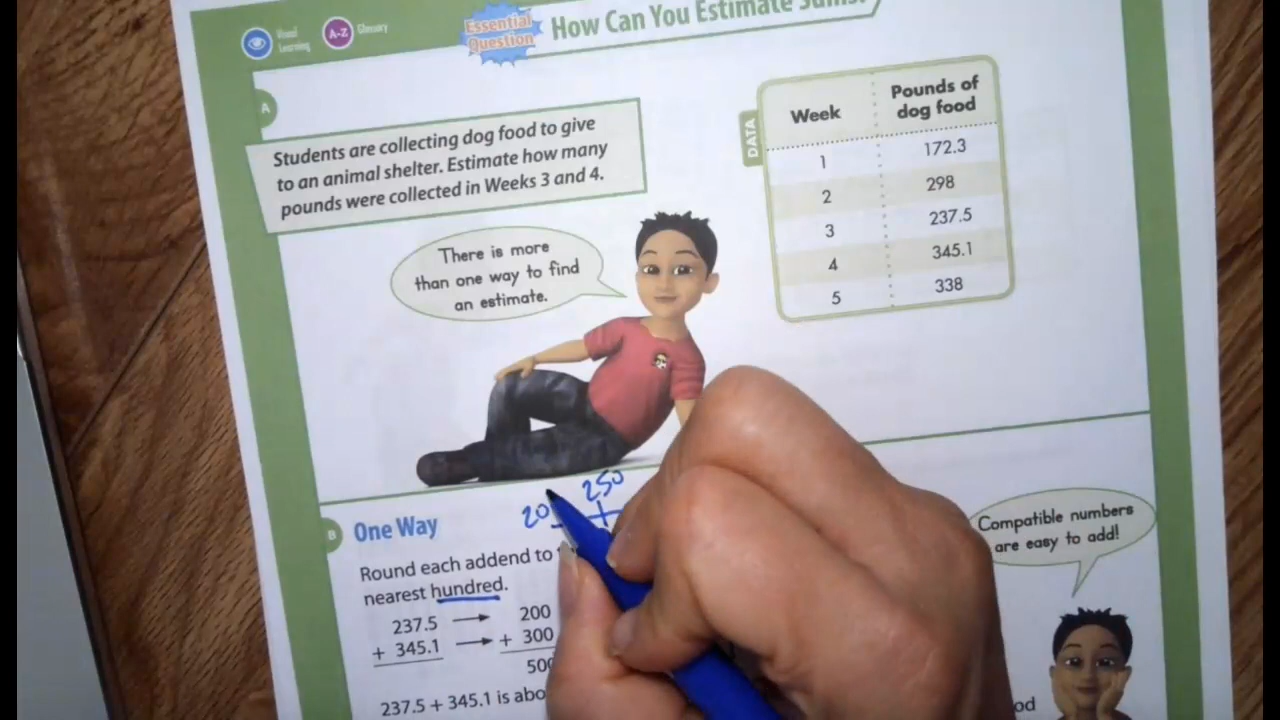 Visual
Learning
A-Z
Glossary
Essential
Question
How Can You Estimate Sums?
A
Students are collecting dog food to give
to an animal shelter. Estimate how many
pounds were collected in Weeks 3 and 4.
There is more
than one way to find
an estimate.
DATA
Week Pounds of
dog food
1 172.3
2 298
3 237.5
4 345.1
5 338
250
20
B
One Way
Round each addend to
nearest hundred.
237.5 → 200
+ 345.1 → + 300
500
237.5 + 345.1 is abo
Compatible numbers
are easy to add!
od